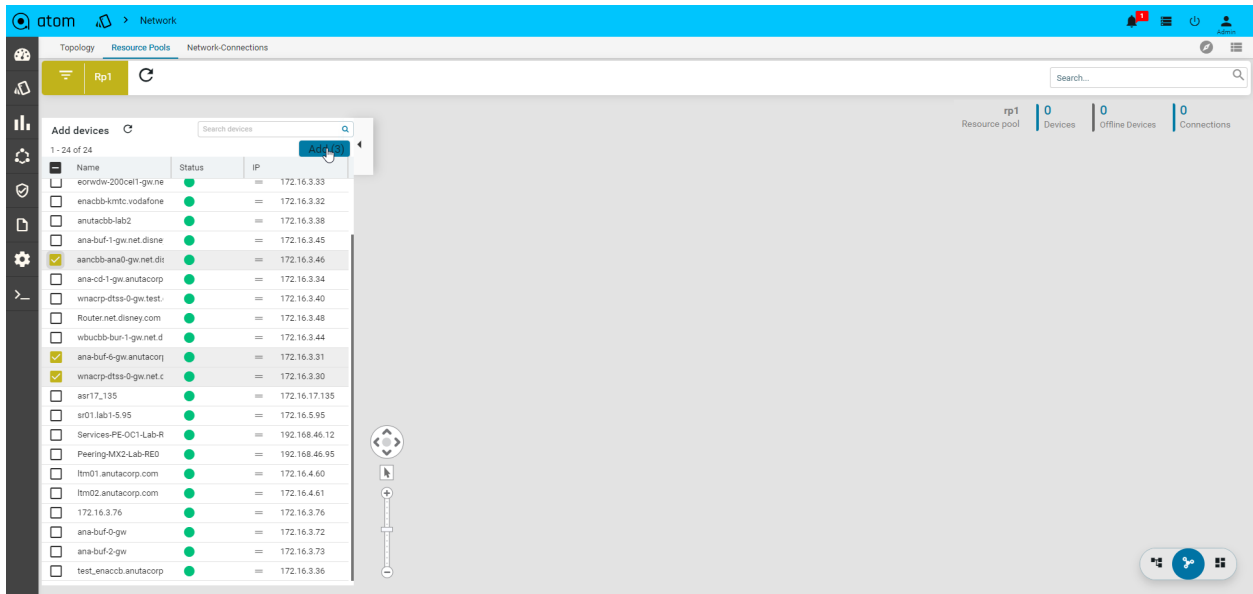 atom > Network 1 Admin
Topology Resource Pools Network-Connections
Rp1 Search...
rp1 0 0 0
Resource pool Devices Offline Devices Connections
Add devices Search devices
1 - 24 of 24 Add (3)
Name Status IP
eorwdw-200cel1-gw.ne = 172.16.3.33
enacbb-kmtc.vodafone = 172.16.3.32
anutacbb-lab2 = 172.16.3.38
ana-buf-1-gw.net.disne = 172.16.3.45
aancbb-ana0-gw.net.dis = 172.16.3.46
ana-cd-1-gw.anutacorp = 172.16.3.34
wnacrp-dtss-0-gw.test. = 172.16.3.40
Router.net.disney.com = 172.16.3.48
wbucbb-bur-1-gw.net.d = 172.16.3.44
ana-buf-6-gw.anutacorp = 172.16.3.31
wnacrp-dtss-0-gw.net.d = 172.16.3.30
asr17_135 = 172.16.17.135
sr01.lab1-5.95 = 172.16.5.95
Services-PE-OC1-Lab-R = 192.168.46.12
Peering-MX2-Lab-RE0 = 192.168.46.95
ltm01.anutacorp.com = 172.16.4.60
ltm02.anutacorp.com = 172.16.4.61
172.16.3.76 = 172.16.3.76
ana-buf-0-gw = 172.16.3.72
ana-buf-2-gw = 172.16.3.73
test_enaccb.anutacorp = 172.16.3.36